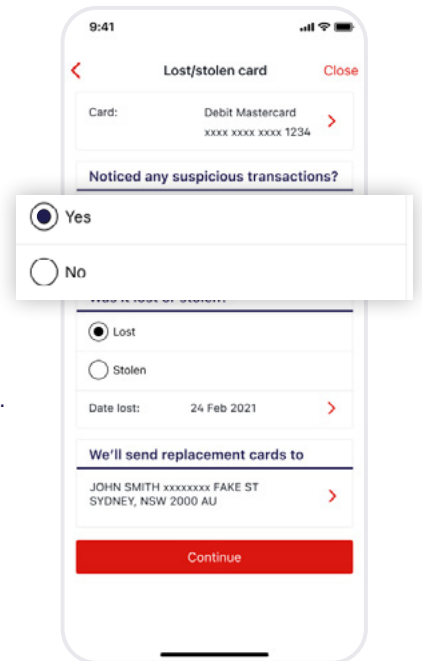 9:41
Lost/stolen card Close
Card: Debit Mastercard
xxxx xxxx xxxx 1234
Noticed any suspicious transactions?
Yes
No
Was it lost or stolen?
Lost
Stolen
.
Date lost: 24 Feb 2021
We'll send replacement cards to
JOHN SMITH xxxxxxxx FAKE ST
SYDNEY, NSW 2000 AU
Continue